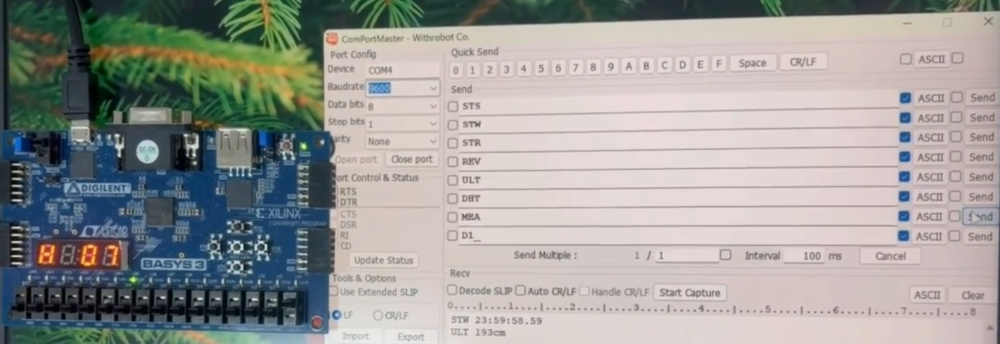 ComPortMaster - Withrobot Co.
Port Config
Device COM4
Baudrate 9600
Data bits 8
Stop bits 1
arity None
Open port Close port
ort Control & Status
RTS
DTR
CTS
DSR
RI
CD
Update Status
Tools & Options
Use Extended SLIP
LF CR/LF
Import Export
Quick Send
0 1 2 3 4 5 6 7 8 9 A B C D E F Space CR/LF ASCII
Send
STS ASCII Send
STW ASCII Send
STR ASCII Send
REV ASCII Send
ULT ASCII Send
DHT ASCII Send
MEA ASCII Send
D1_ ASCII Send
Send Multiple : 1 / 1 Interval 100 ms Cancel
Recv
Decode SLIP Auto CR/LF Handle CR/LF Start Capture ASCII Clear
0....|....1....|....2....|....3....|....4....|....5....|....6....|....7....|....8
STW 23:59:58.59
ULT 193cm
QC OK
6
DIGILENT
XILINX
UNIVERSITY PROGRAM
BASYS 3